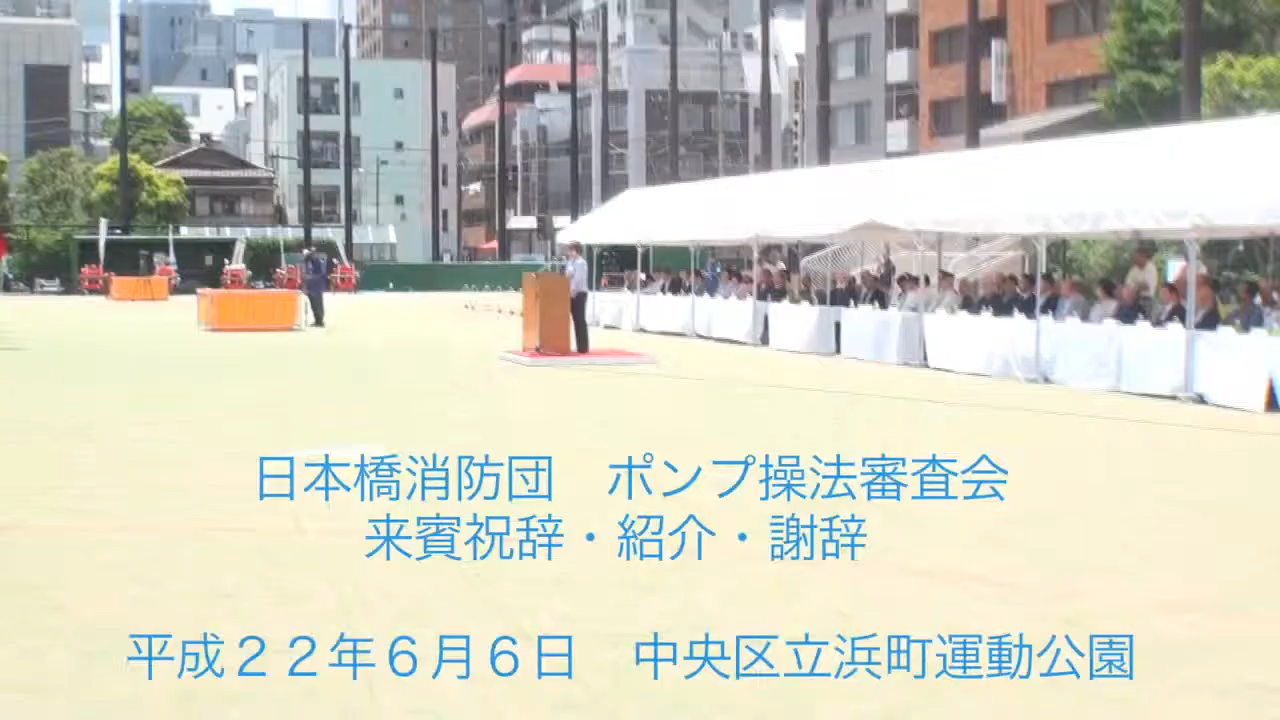 日本橋消防団　ポンプ操法審査会
来賓祝辞・紹介・謝辞
平成２２年６月６日　中央区立浜町運動公園